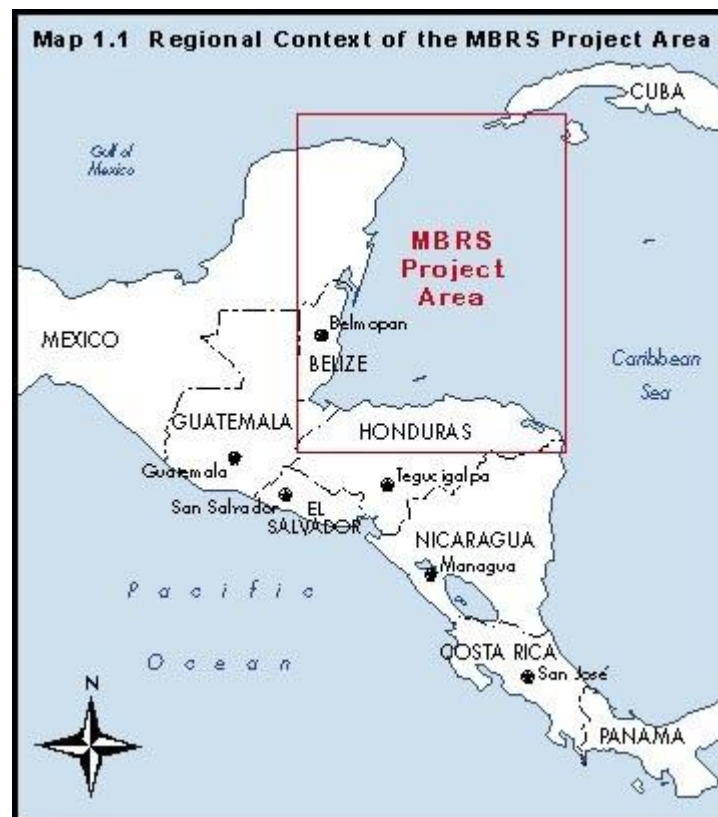 Map 1.1 Regional Context of the MBRS Project Area
CUBA
Gulf of
Mexico
MBRS
Project
Area
Belmopan
MEXICO
BELIZE
Caribbean
Sea
GUATEMALA
HONDURAS
Guatemala
Tegucigalpa
San Salvador
EL
SALVADOR
NICARAGUA
Managua
Pacific
Ocean
COSTA RICA
San José
N
PANAMA